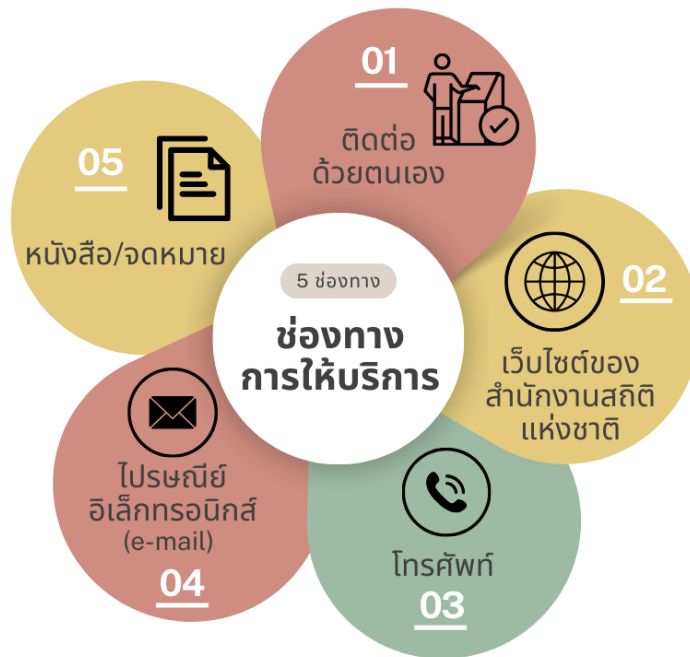 5 ช่องทาง
ช่องทาง
การให้บริการ
01
ติดต่อ
ด้วยตนเอง
02
เว็บไซต์ของ
สำนักงานสถิติ
แห่งชาติ
โทรศัพท์
03
ไปรษณีย์
อิเล็กทรอนิกส์
(e-mail)
04
05
หนังสือ/จดหมาย